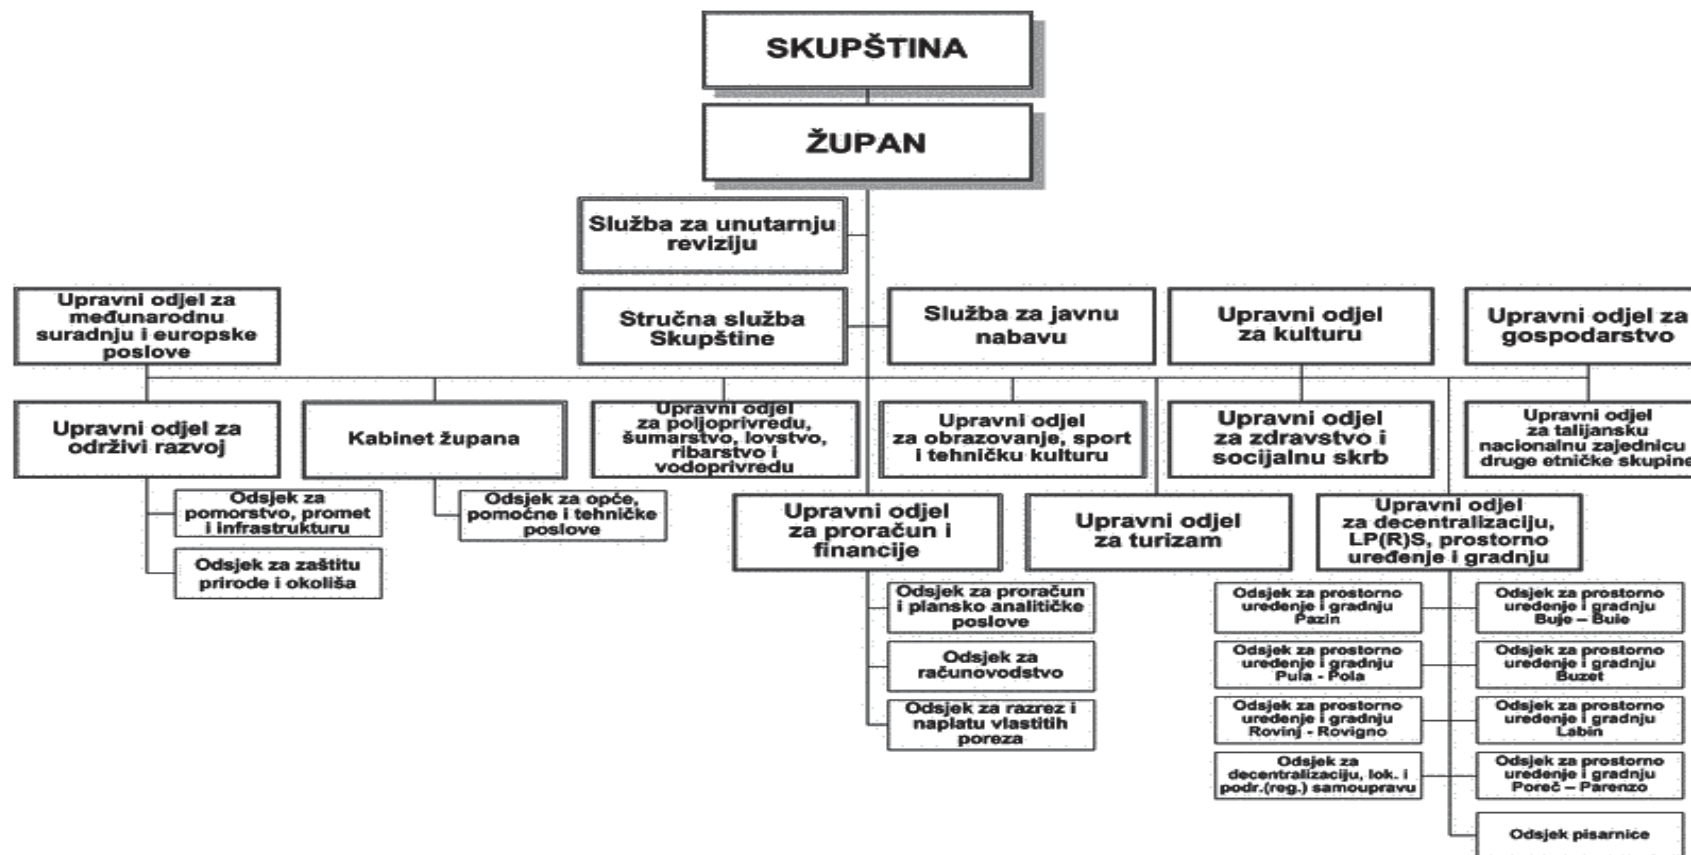 SKUPŠTINA
ŽUPAN
Služba za unutarnju
reviziju
Upravni odjel za
međunarodnu
suradnju i europske
poslove
Stručna služba
Skupštine
Služba za javnu
nabavu
Upravni odjel
za kulturu
Upravni odjel za
gospodarstvo
Upravni odjel za
održivi razvoj
Kabinet župana
Upravni odjel
za poljoprivredu,
šumarstvo, lovstvo,
ribarstvo i
vodoprivredu
Upravni odjel
za obrazovanje, sport
i tehničku kulturu
Upravni odjel
za zdravstvo i
socijalnu skrb
Upravni odjel
za talijansku
nacionalnu zajednicu
druge etničke skupine
Odsjek za
pomorstvo, promet
i infrastrukturu
Odsjek za zaštitu
prirode i okoliša
Odsjek za opće,
pomoćne i tehničke
poslove
Upravni odjel
za proračun i
financije
Upravni odjel
za turizam
Upravni odjel
za decentralizaciju,
LP(R)S, prostorno
uređenje i gradnju
Odsjek za proračun
i plansko analitičke
poslove
Odsjek za
računovodstvo
Odsjek za razrez i
naplatu vlastitih
poreza
Odsjek za prostorno
uređenje i gradnju
Pazin
Odsjek za prostorno
uređenje i gradnju
Buje – Buie
Odsjek za prostorno
uređenje i gradnju
Pula - Pola
Odsjek za prostorno
uređenje i gradnju
Buzet
Odsjek za prostorno
uređenje i gradnju
Rovinj - Rovigno
Odsjek za prostorno
uređenje i gradnju
Labin
Odsjek za
decentralizaciju, lok. i
podr.(reg.) samoupravu
Odsjek za prostorno
uređenje i gradnju
Poreč – Parenzo
Odsjek pisarnice